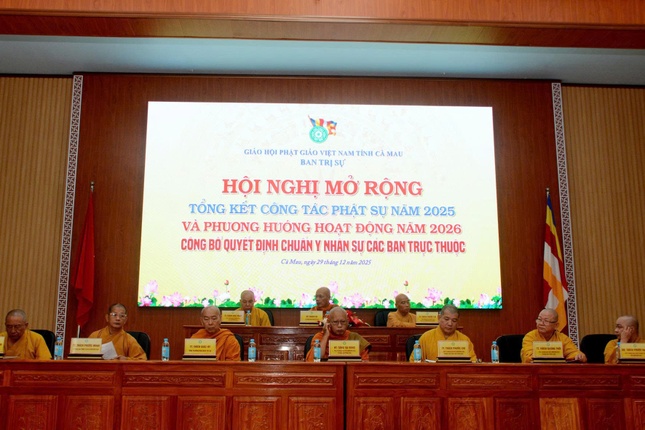 GIÁO HỘI PHẬT GIÁO VIỆT NAM TỈNH CÀ MAU
BAN TRỊ SỰ
HỘI NGHỊ MỞ RỘNG
TỔNG KẾT CÔNG TÁC PHẬT SỰ NĂM 2025
VÀ PHƯƠNG HƯỚNG HOẠT ĐỘNG NĂM 2026
CÔNG BỐ QUYẾT ĐỊNH CHUẨN Y NHÂN SỰ CÁC BAN TRỰC THUỘC
Cà Mau, ngày 29 tháng 12 năm 2025